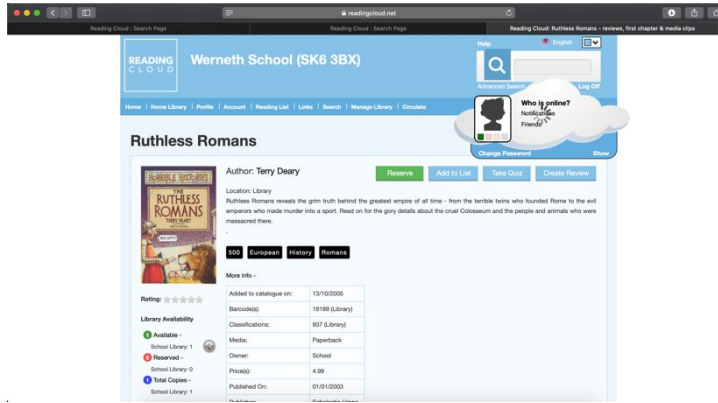 readingcloud.net
Reading Cloud : Search Page
Reading Cloud : Search Page
Reading Cloud: Ruthless Romans - reviews, first chapter & media clips
READING
CLOUD
Werneth School (SK6 3BX)
Help
English
Advanced Search
Log Off
Home | Home Library | Profile | Account | Reading List | Links | Search | Manage Library | Circulate
Who is online?
Notifications
Friends
Change Password
Show
Ruthless Romans
HORRIBLE HISTORIES
THE
RUTHLESS
ROMANS
TERRY DEARY
Author: Terry Deary
Reserve
Add to List
Take Quiz
Create Review
Location: Library
Ruthless Romans reveals the grim truth behind the greatest empire of all time - from the terrible twins who founded Rome to the evil
emperors who made murder into a sport. Read on for the gory details about the cruel Colosseum and the people and animals who were
massacred there.
.
500 European History Romans
More Info -
Added to catalogue on: 13/10/2005
Barcode(s): 19189 (Library)
Classifications: 937 (Library)
Media: Paperback
Owner: School
Price(s): 4.99
Published On: 01/01/2003
Rating:
Library Availability
1 Available -
School Library: 1
0 Reserved -
School Library: 0
1 Total Copies -
School Library: 1